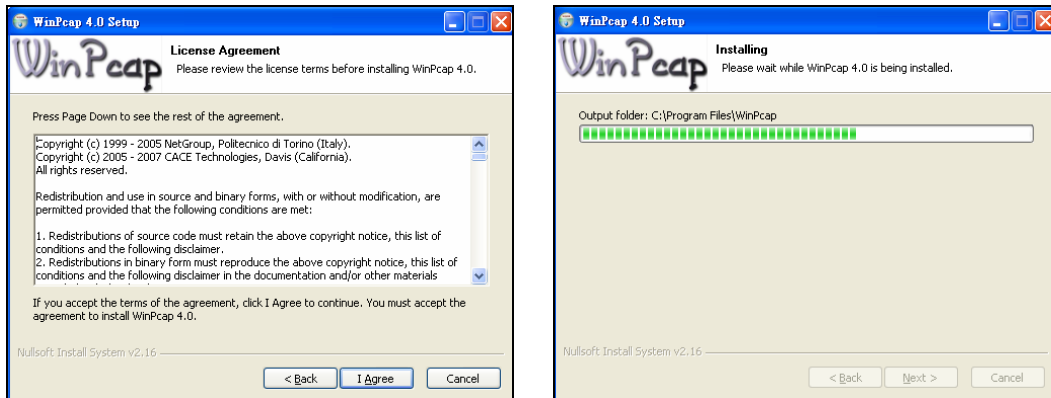 WinPcap 4.0 Setup
WinPcap
License Agreement
Please review the license terms before installing WinPcap 4.0.
Press Page Down to see the rest of the agreement.
Copyright (c) 1999 - 2005 NetGroup, Politecnico di Torino (Italy).
Copyright (c) 2005 - 2007 CACE Technologies, Davis (California).
All rights reserved.
Redistribution and use in source and binary forms, with or without modification, are
permitted provided that the following conditions are met:
1. Redistributions of source code must retain the above copyright notice, this list of
conditions and the following disclaimer.
2. Redistributions in binary form must reproduce the above copyright notice, this list of
conditions and the following disclaimer in the documentation and/or other materials
If you accept the terms of the agreement, click I Agree to continue. You must accept the
agreement to install WinPcap 4.0.
Nullsoft Install System v2.16
< Back
I Agree
Cancel
WinPcap 4.0 Setup
WinPcap
Installing
Please wait while WinPcap 4.0 is being installed.
Output folder: C:\Program Files\WinPcap
Nullsoft Install System v2.16
< Back
Next >
Cancel